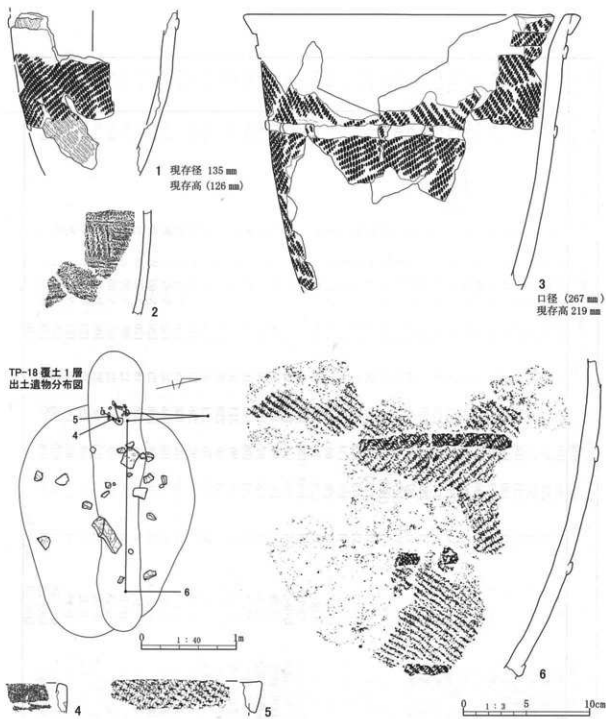 1 現存径 135 mm
現存高 (126 mm)
2
3
口径 (267 mm)
現存高 219 mm
TP-18 覆土1層
出土遺物分布図
5
4
6
0 1：40 1m
6
4
5
0 1：3 5 10cm